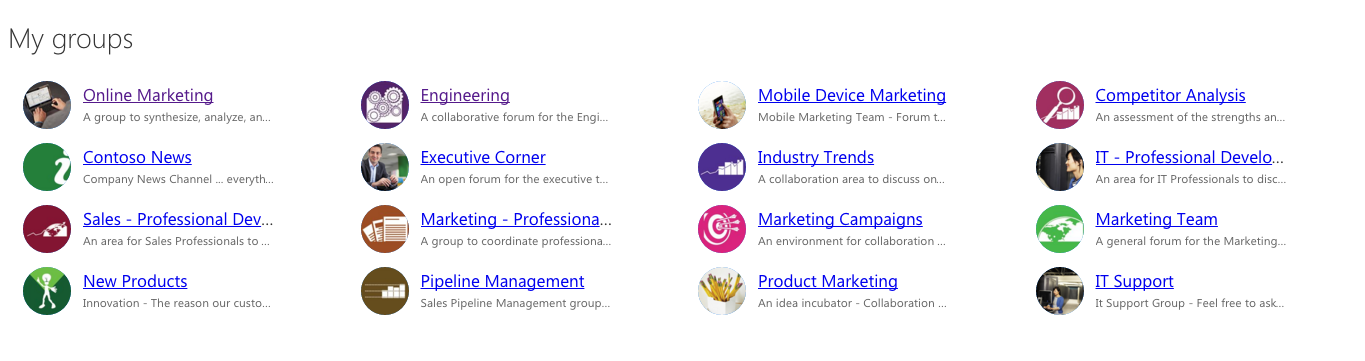 My groups
Online Marketing
A group to synthesize, analyze, an...
Engineering
A collaborative forum for the Engi...
Mobile Device Marketing
Mobile Marketing Team - Forum t...
Competitor Analysis
An assessment of the strengths an...
Contoso News
Company News Channel ... everyth...
Executive Corner
An open forum for the executive t...
Industry Trends
A collaboration area to discuss on...
IT - Professional Develo...
An area for IT Professionals to disc...
Sales - Professional Dev...
An area for Sales Professionals to ...
Marketing - Professiona...
A group to coordinate professiona...
Marketing Campaigns
An environment for collaboration ...
Marketing Team
A general forum for the Marketing...
New Products
Innovation - The reason our custo...
Pipeline Management
Sales Pipeline Management group...
Product Marketing
An idea incubator - Collaboration ...
IT Support
It Support Group - Feel free to ask...